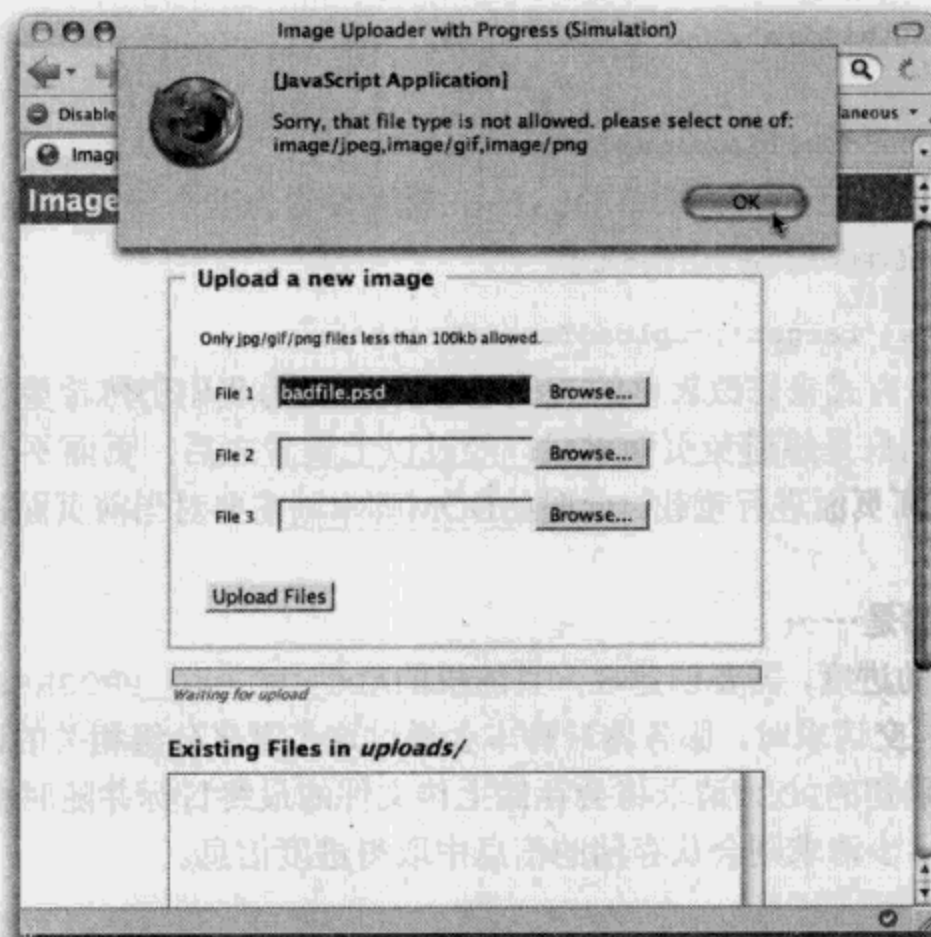 Image Uploader with Progress (Simulation)
[JavaScript Application]
Sorry, that file type is not allowed. please select one of:
image/jpeg,image/gif,image/png
OK
Disable
laneous
Imag
Image
Upload a new image
Only jpg/gif/png files less than 100kb allowed.
File 1 badfile.psd Browse...
File 2 Browse...
File 3 Browse...
Upload Files
Waiting for upload
Existing Files in uploads/